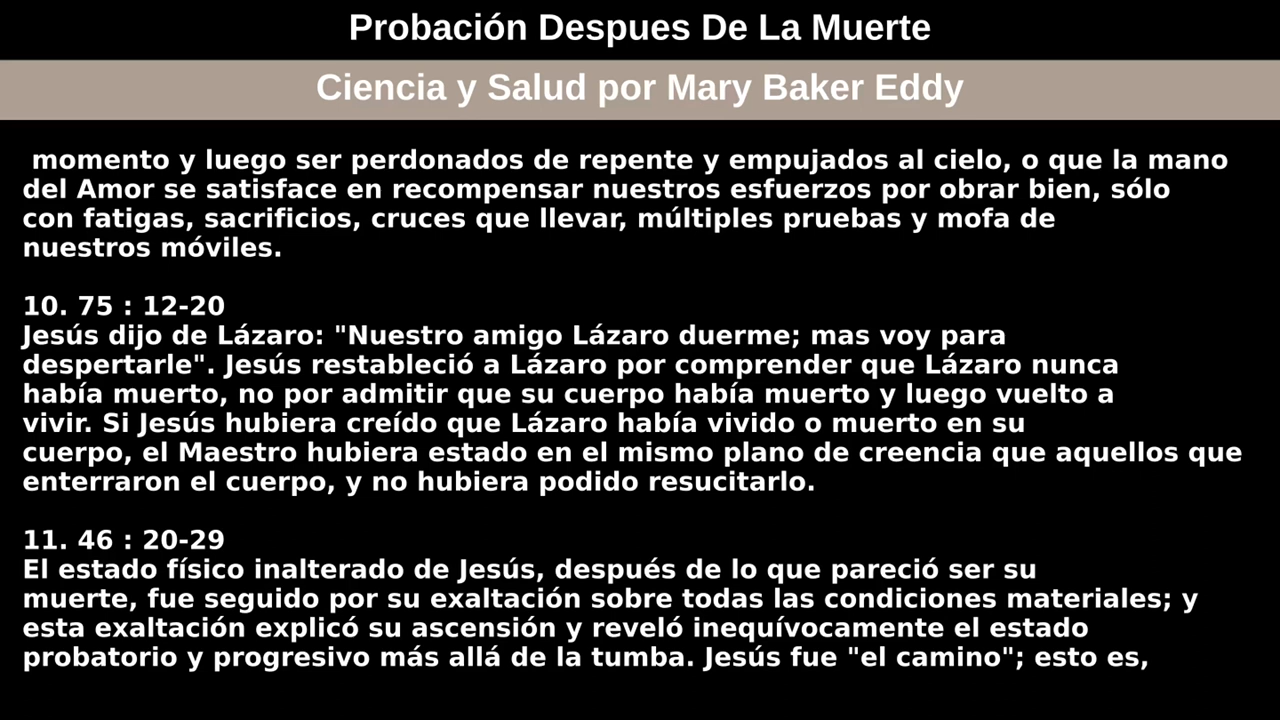 Probación Despues De La Muerte
Ciencia y Salud por Mary Baker Eddy
momento y luego ser perdonados de repente y empujados al cielo, o que la mano
del Amor se satisface en recompensar nuestros esfuerzos por obrar bien, sólo
con fatigas, sacrificios, cruces que llevar, múltiples pruebas y mofa de
nuestros móviles.
10. 75 : 12-20
Jesús dijo de Lázaro: "Nuestro amigo Lázaro duerme; mas voy para
despertarle". Jesús restableció a Lázaro por comprender que Lázaro nunca
había muerto, no por admitir que su cuerpo había muerto y luego vuelto a
vivir. Si Jesús hubiera creído que Lázaro había vivido o muerto en su
cuerpo, el Maestro hubiera estado en el mismo plano de creencia que aquellos que
enterraron el cuerpo, y no hubiera podido resucitarlo.
11. 46 : 20-29
El estado físico inalterado de Jesús, después de lo que pareció ser su
muerte, fue seguido por su exaltación sobre todas las condiciones materiales; y
esta exaltación explicó su ascensión y reveló inequívocamente el estado
probatorio y progresivo más allá de la tumba. Jesús fue "el camino"; esto es,